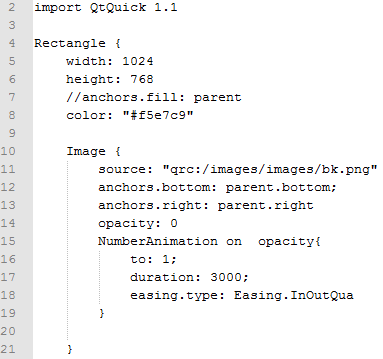 2 import QtQuick 1.1
3
4 Rectangle {
5     width: 1024
6     height: 768
7     //anchors.fill: parent
8     color: "#f5e7c9"
9
10     Image {
11         source: "qrc:/images/images/bk.png"
12         anchors.bottom: parent.bottom;
13         anchors.right: parent.right
14         opacity: 0
15         NumberAnimation on  opacity{
16             to: 1;
17             duration: 3000;
18             easing.type: Easing.InOutQua
19         }
20
21     }